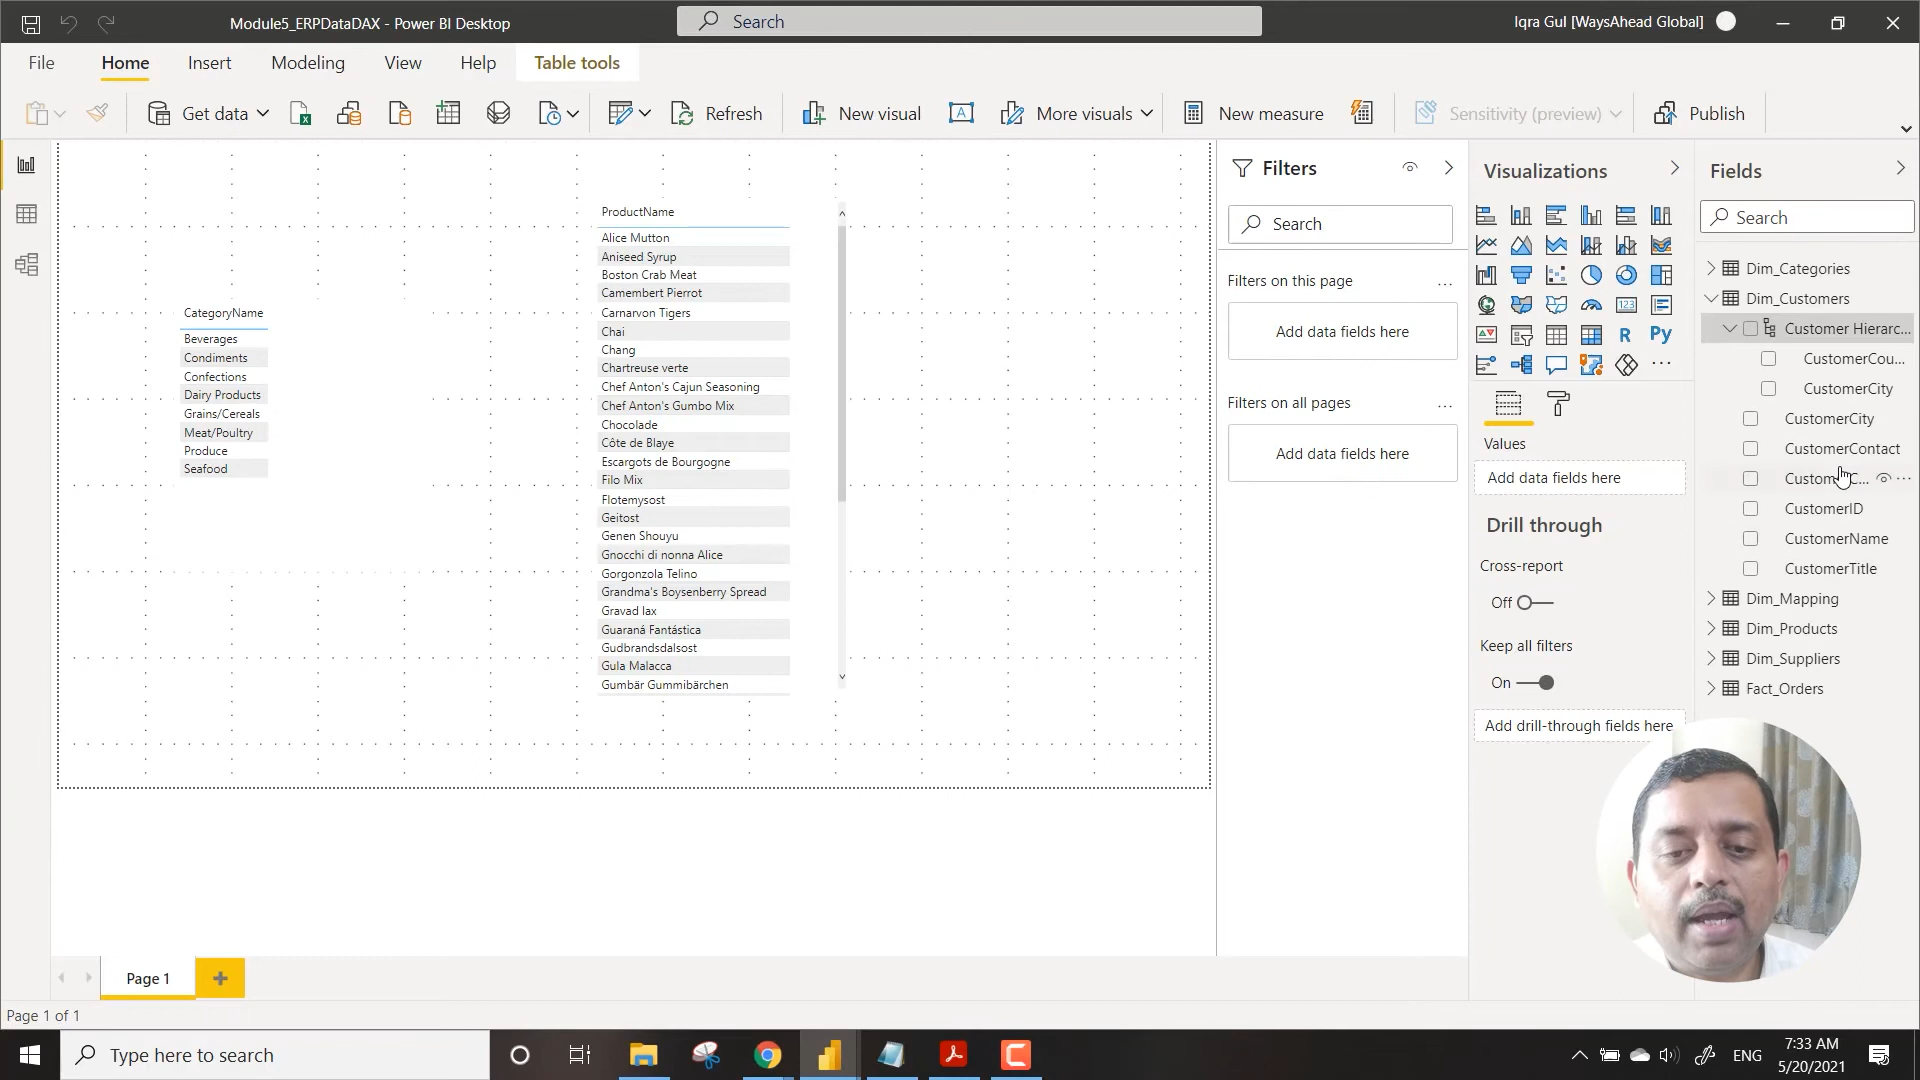 Module5_ERPDataDAX - Power BI Desktop
Search
Iqra Gul [WaysAhead Global]
File
Home
Insert
Modeling
View
Help
Table tools
Get data
Refresh
New visual
More visuals
New measure
Sensitivity (preview)
Publish
CategoryName
Beverages
Condiments
Confections
Dairy Products
Grains/Cereals
Meat/Poultry
Produce
Seafood
ProductName
Alice Mutton
Aniseed Syrup
Boston Crab Meat
Camembert Pierrot
Carnarvon Tigers
Chai
Chang
Chartreuse verte
Chef Anton's Cajun Seasoning
Chef Anton's Gumbo Mix
Chocolade
Côte de Blaye
Escargots de Bourgogne
Filo Mix
Flotemysost
Geitost
Genen Shouyu
Gnocchi di nonna Alice
Gorgonzola Telino
Grandma's Boysenberry Spread
Gravad lax
Guaraná Fantástica
Gudbrandsdalsost
Gula Malacca
Gumbär Gummibärchen
Filters
Search
Filters on this page
...
Add data fields here
Filters on all pages
...
Add data fields here
Visualizations
123
R
Py
...
Values
Add data fields here
Drill through
Cross-report
Off
Keep all filters
On
Add drill-through fields here
Fields
Search
Dim_Categories
Dim_Customers
Customer Hierarc...
CustomerCou...
CustomerCity
CustomerCity
CustomerContact
CustomerC...
CustomerID
CustomerName
CustomerTitle
Dim_Mapping
Dim_Products
Dim_Suppliers
Fact_Orders
Page 1
Page 1 of 1
Type here to search
ENG
7:33 AM
5/20/2021